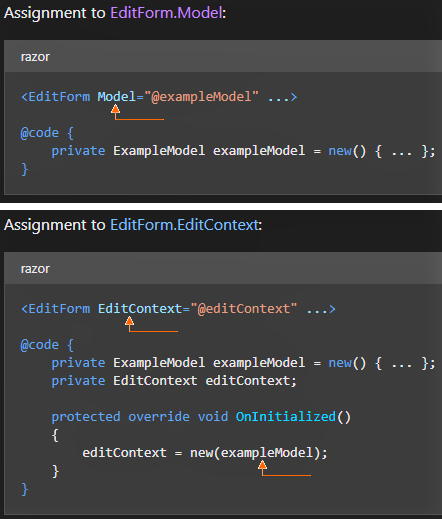 Assignment to EditForm.Model:
razor
<EditForm Model="@exampleModel" ...>
@code {
    private ExampleModel exampleModel = new() { ... };
}
Assignment to EditForm.EditContext:
razor
<EditForm EditContext="@editContext" ...>
@code {
    private ExampleModel exampleModel = new() { ... };
    private EditContext editContext;
    protected override void OnInitialized()
    {
        editContext = new(exampleModel);
    }
}